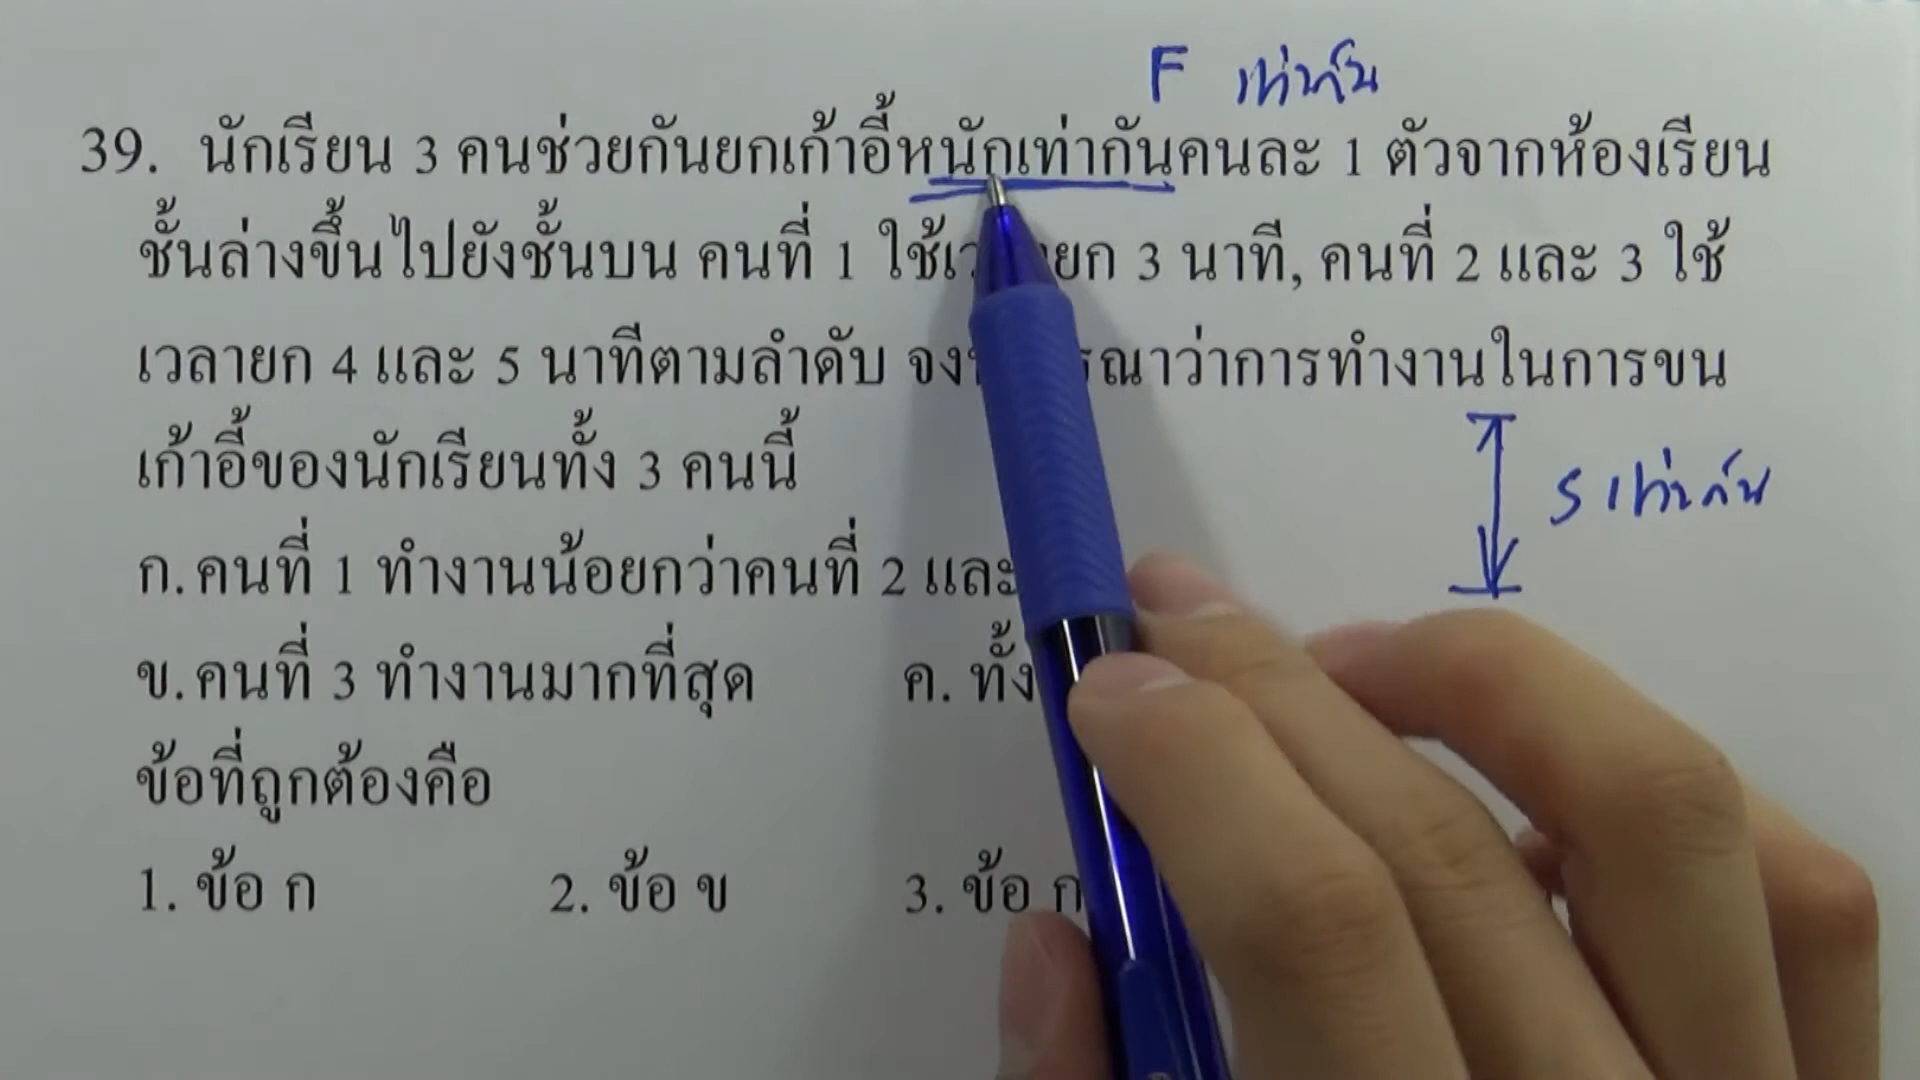 F เท่ากัน
39. นักเรียน 3 คนช่วยกันยกเก้าอี้หนักเท่ากันคนละ 1 ตัวจากห้องเรียน
ชั้นล่างขึ้นไปยังชั้นบน คนที่ 1 ใช้เว ยก 3 นาที, คนที่ 2 และ 3 ใช้
เวลายก 4 และ 5 นาทีตามลำดับ จง รณาว่าการทำงานในการขน
เก้าอี้ของนักเรียนทั้ง 3 คนนี้
S เท่ากัน
ก. คนที่ 1 ทำงานน้อยกว่าคนที่ 2 และ
ข. คนที่ 3 ทำงานมากที่สุด ค. ทั้ง
ข้อที่ถูกต้องคือ
1. ข้อ ก 2. ข้อ ข 3. ข้อ ก